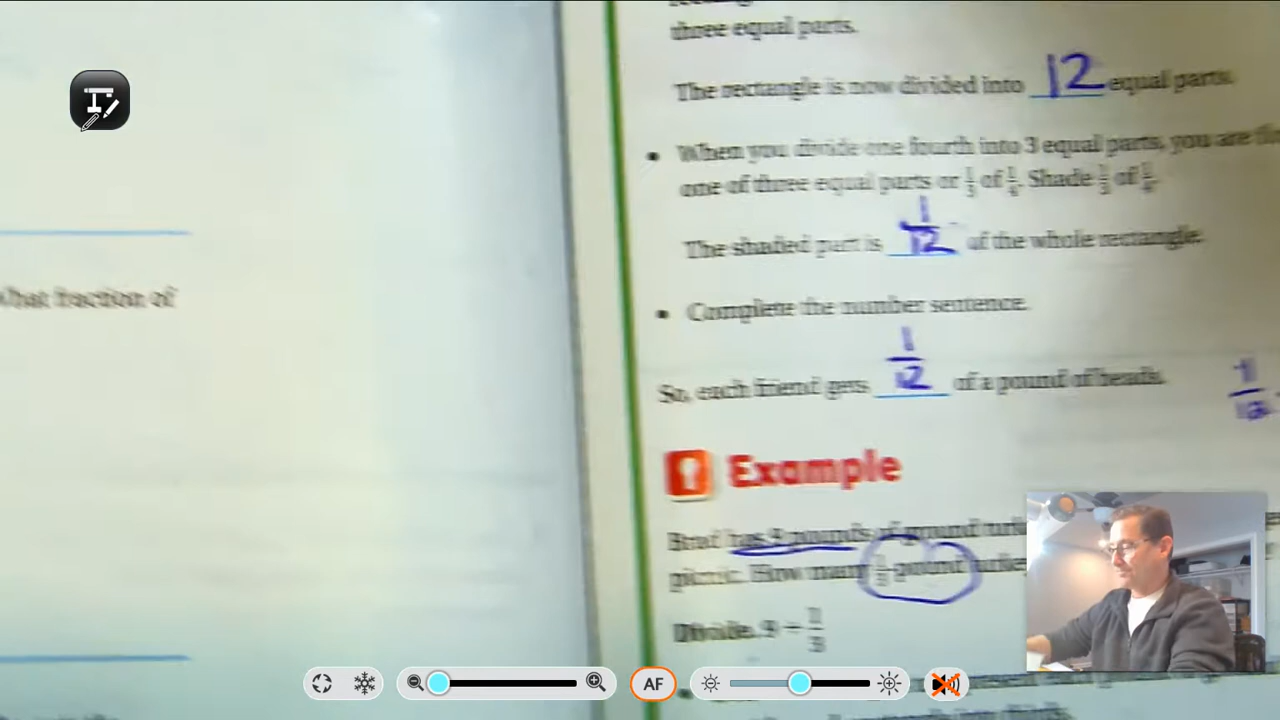 three equal parts.
The rectangle is now divided into 12 equal parts.
• When you divide one fourth into 3 equal parts, you are
one of three equal parts or 1/3 of 1/4. Shade 1/3 of 1/4.
The shaded part is 1/12 of the whole rectangle.
• Complete the number sentence.
So, each friend gets 1/12 of a pound of beads.
1/12
What fraction of
Example
Brad has 9 pounds of ground
picnic. How many 1/3-pound
Divide. 9 ÷ 1/3
AF